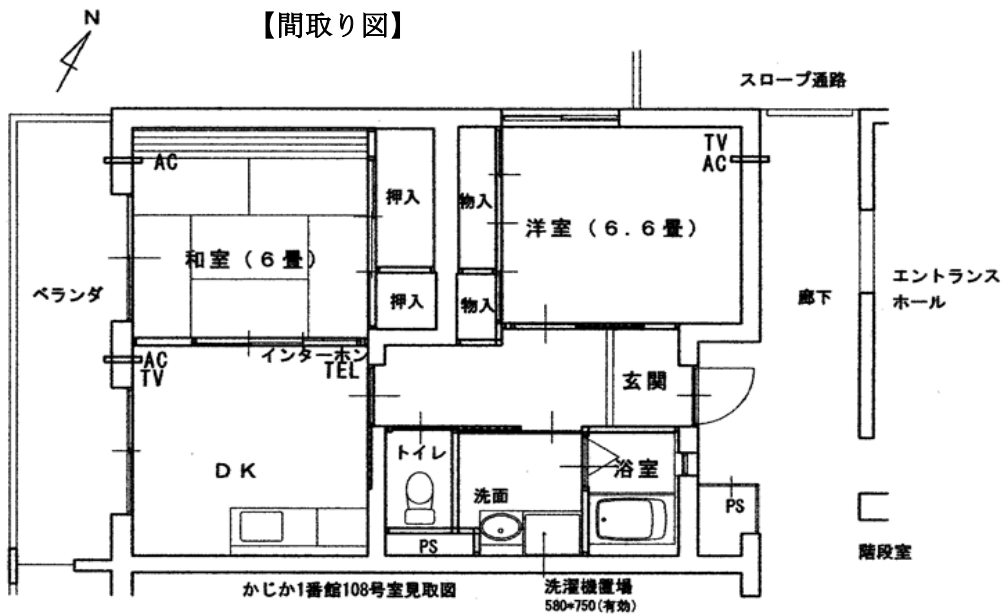 【間取り図】
N
スロープ通路
AC
TV
AC
押入
物入
洋室(6.6畳)
和室(6畳)
エントランス
ホール
ベランダ
廊下
押入
物入
インターホン
AC
TV
TEL
玄関
トイレ
浴室
DK
洗面
PS
PS
階段室
かじか1番館108号室見取図
洗濯機置場
580*750(有効)